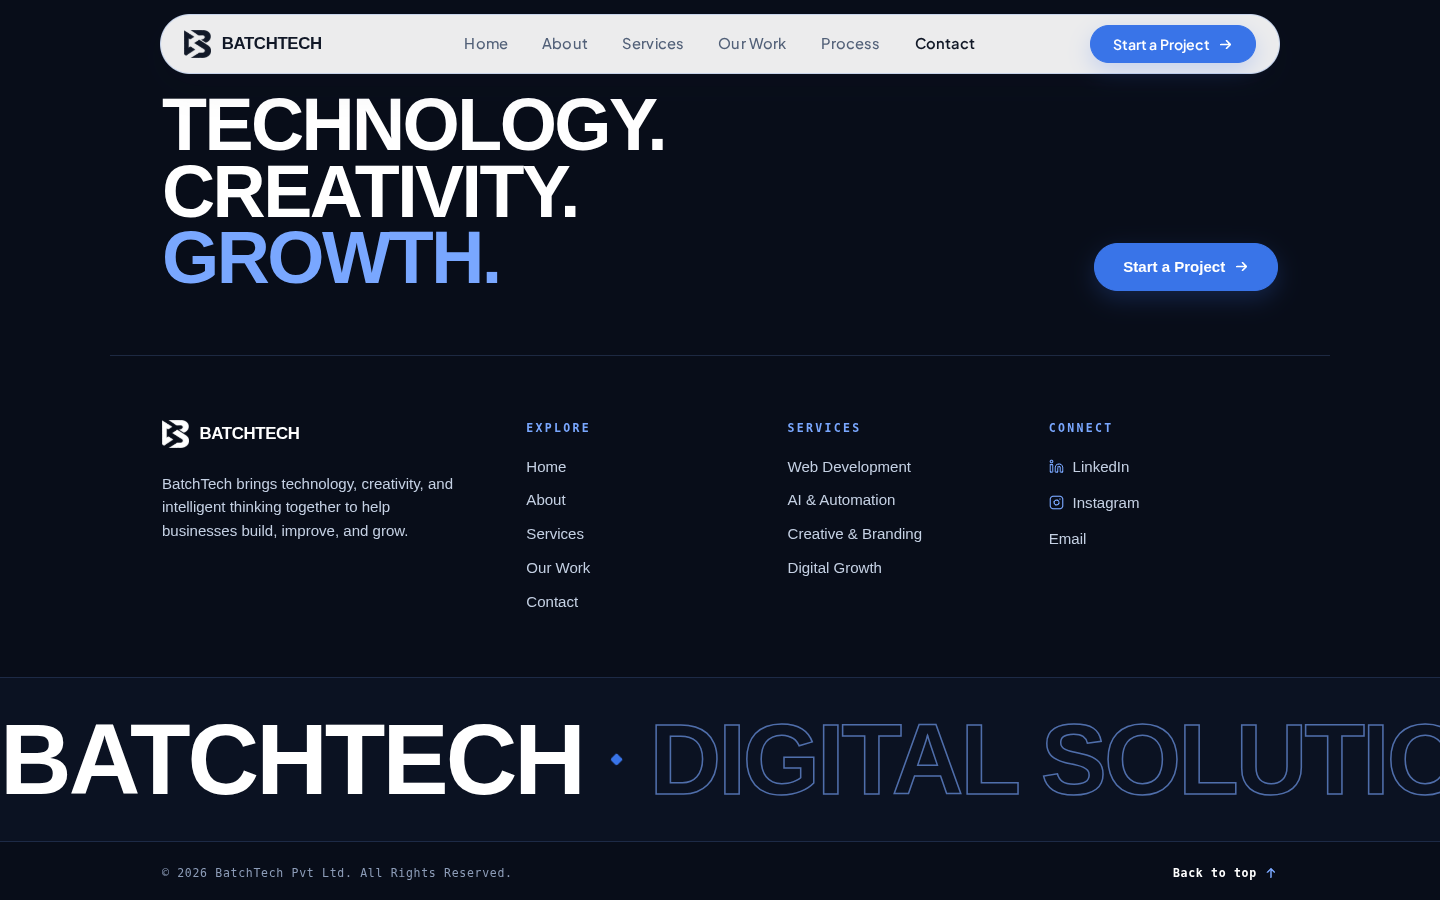 BATCHTECH
Home
About
Services
Our Work
Process
Contact
Start a Project
TECHNOLOGY.
CREATIVITY.
GROWTH.
Start a Project
BATCHTECH
BatchTech brings technology, creativity, and
intelligent thinking together to help
businesses build, improve, and grow.
EXPLORE
Home
About
Services
Our Work
Contact
SERVICES
Web Development
AI & Automation
Creative & Branding
Digital Growth
CONNECT
LinkedIn
Instagram
Email
BATCHTECH DIGITAL SOLUTIO
© 2026 BatchTech Pvt Ltd. All Rights Reserved.
Back to top